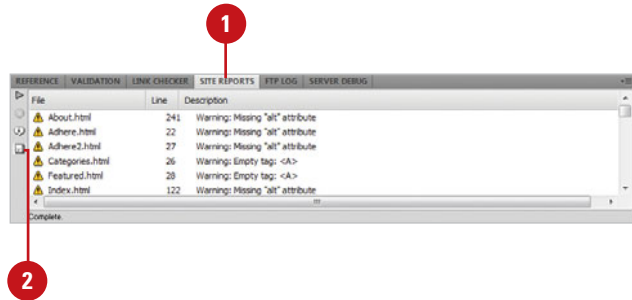 1
REFERENCE VALIDATION LINK CHECKER SITE REPORTS FTP LOG SERVER DEBUG
File Line Description
About.html 241 Warning: Missing "alt" attribute
Adhere.html 22 Warning: Missing "alt" attribute
Adhere2.html 27 Warning: Missing "alt" attribute
Categories.html 26 Warning: Empty tag: <A>
Featured.html 28 Warning: Empty tag: <A>
Index.html 122 Warning: Missing "alt" attribute
Complete.
2